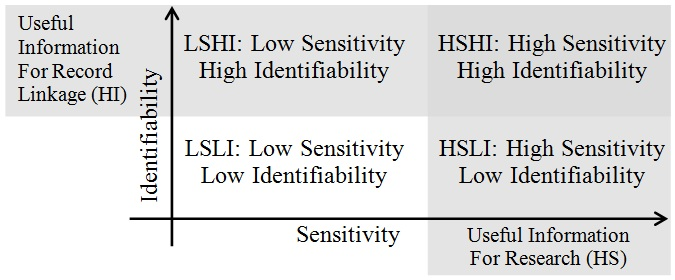 Useful
Information
For Record
Linkage (HI)
Identifiability
LSHI: Low Sensitivity
High Identifiability
HSHI: High Sensitivity
High Identifiability
LSLI: Low Sensitivity
Low Identifiability
HSLI: High Sensitivity
Low Identifiability
Sensitivity
Useful Information
For Research (HS)